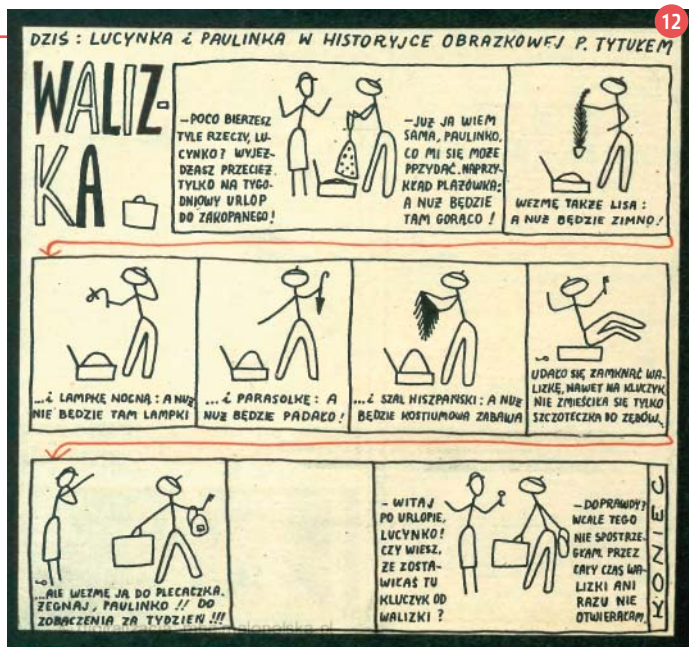 12
DZIŚ : LUCYNKA i PAULINKA W HISTORYJCE OBRAZKOWEJ P. TYTUŁEM
WALIZ-
KA
-POCO BIERZESZ
TYLE RZECZY, LU-
CYNKO? WYJEŻ-
DŻASZ PRZECIEŻ
TYLKO NA TYGO-
DNIOWY URLOP
DO ZAKOPANEGO!
-JUŻ JA WIEM
SAMA, PAULINKO,
CO MI SIĘ MOŻE
PRZYDAĆ. NAPRZY-
KŁAD PLAŻÓWKA:
A NUŻ BĘDZIE
TAM GORĄCO !
WEZMĘ TAKŻE LISA :
A NUŻ BĘDZIE ZIMNO!
...i LAMPKĘ NOCNĄ : A NUŻ
NIE BĘDZIE TAM LAMPKI
...i PARASOLKĘ : A
NUŻ BĘDZIE PADAŁO!
...i SZAL HISZPAŃSKI : A NUŻ
BĘDZIE KOSTIUMOWA ZABAWA
UDAŁO SIĘ ZAMKNĄĆ WA-
LIZKĘ, NAWET NA KLUCZYK,
NIE ZMIEŚCIŁA SIĘ TYLKO
SZCZOTECZKA DO ZĘBÓW...
...ALE WEZMĘ JĄ DO PLECACZKA.
ŻEGNAJ, PAULINKO !! DO
ZOBACZENIA ZA TYDZIEŃ !!!
- WITAJ
PO URLOPIE,
LUCYNKO!
CZY WIESZ,
ŻE ZOSTA-
WIŁAŚ TU
KLUCZYK OD
WALIZKI ?
-DOPRAWDY?
WCALE TEGO
NIE SPOSTRZE-
GŁAM. PRZEZ
CAŁY CZAS WA-
LIZKI ANI
RAZU NIE
OTWIERAŁAM.
KONIEC